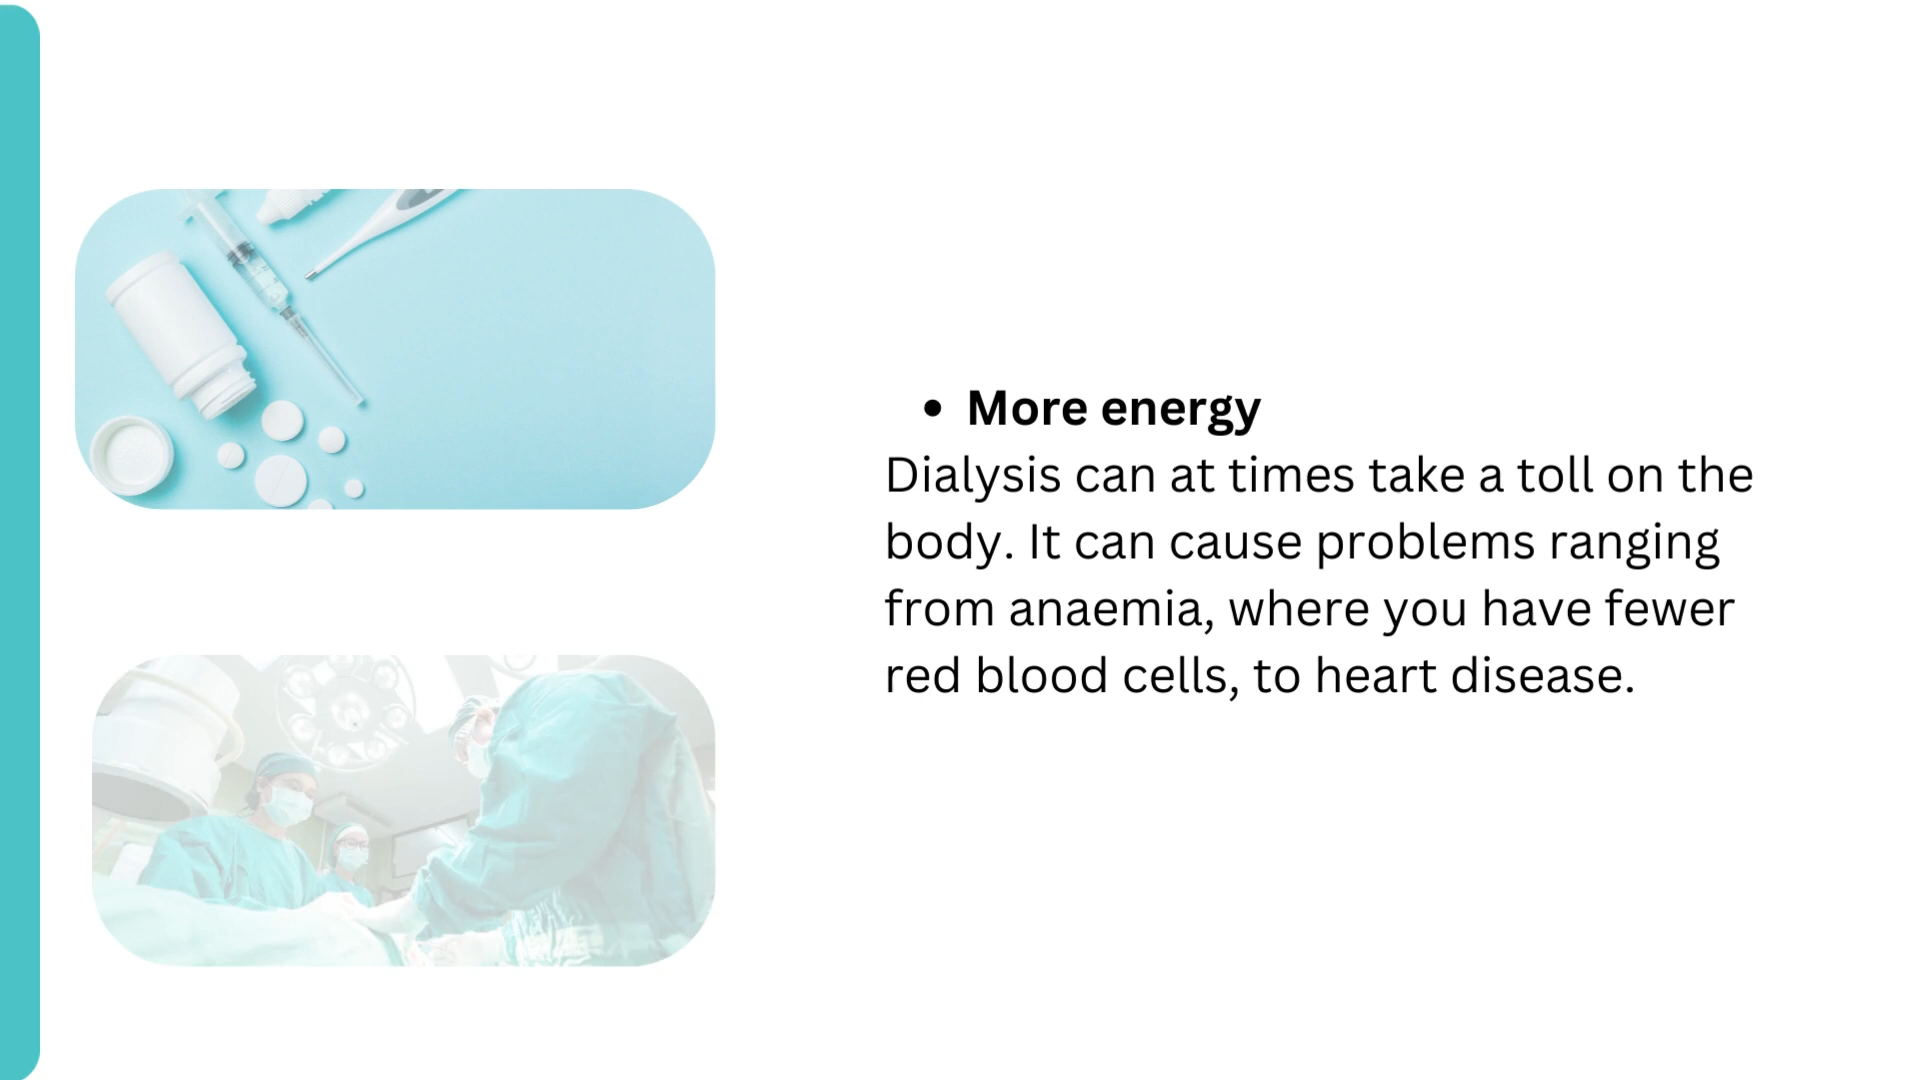 • More energy
Dialysis can at times take a toll on the
body. It can cause problems ranging
from anaemia, where you have fewer
red blood cells, to heart disease.